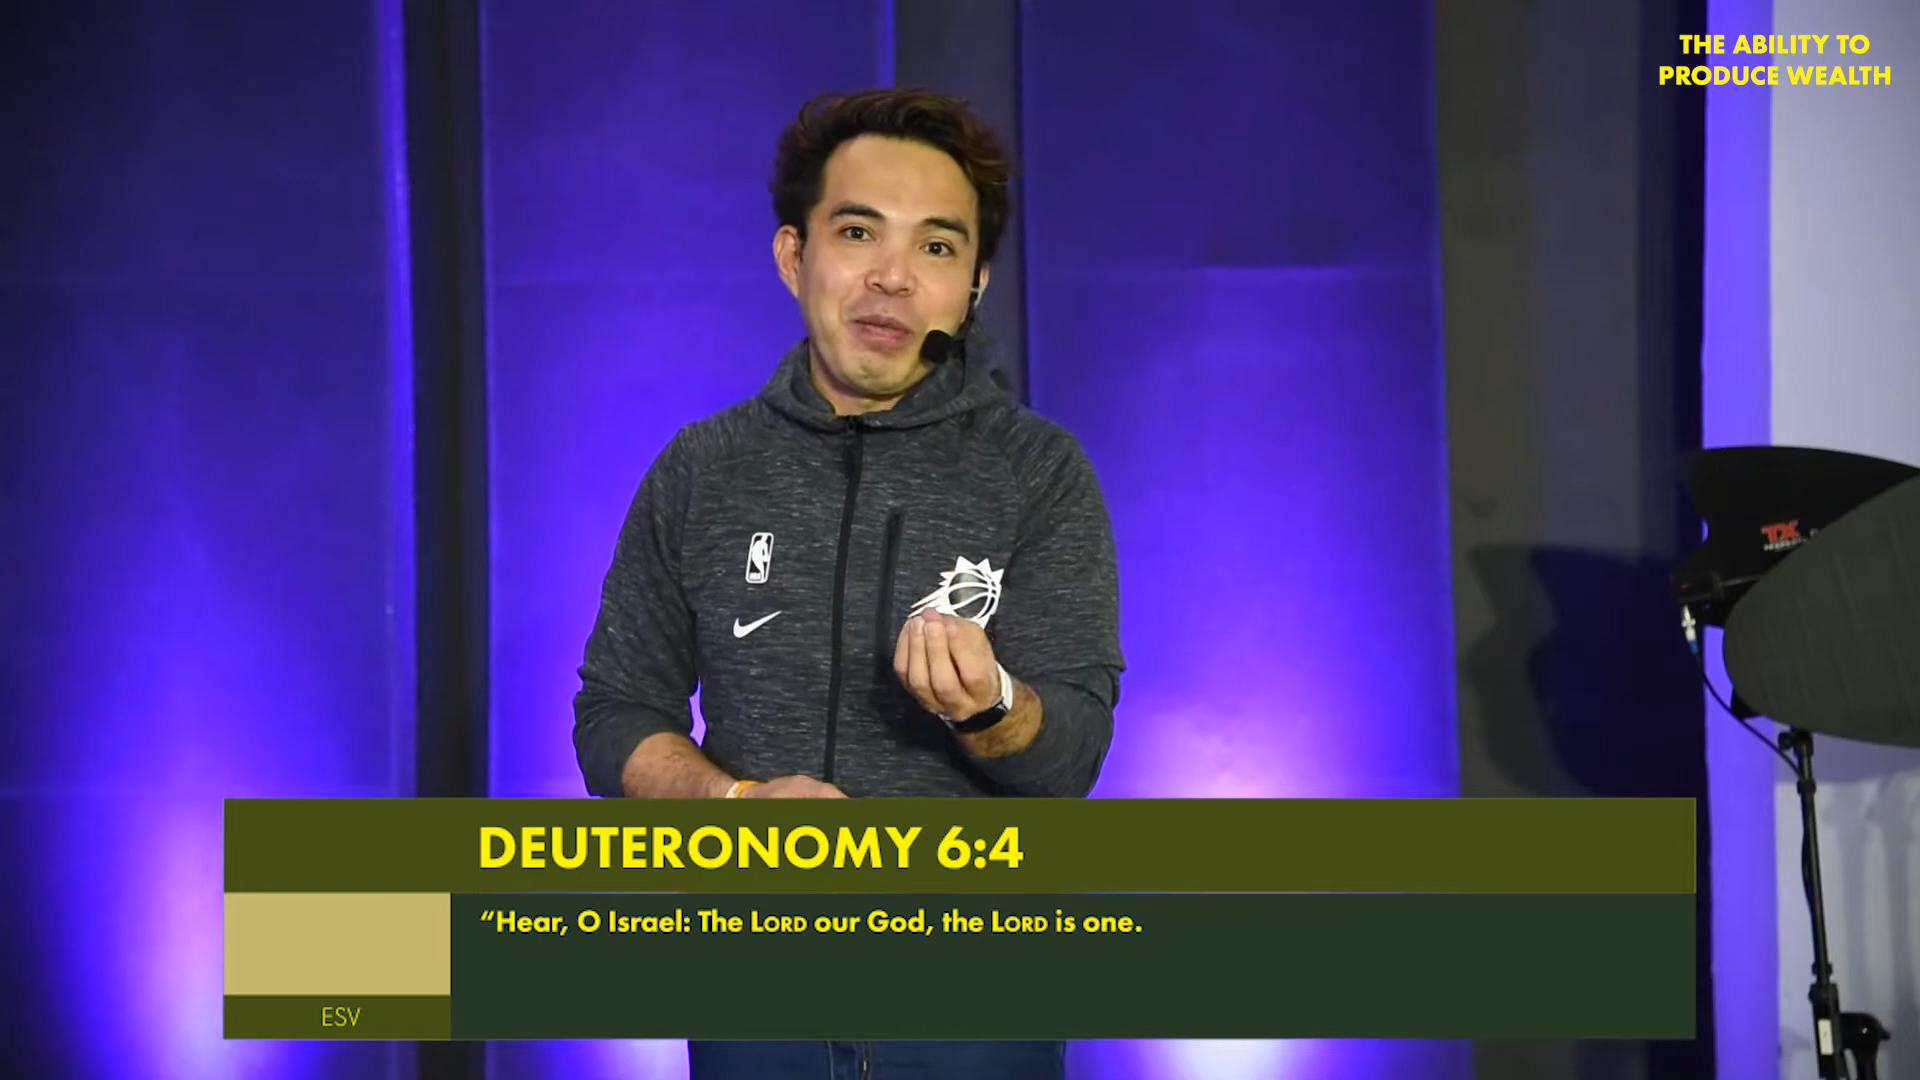 THE ABILITY TO
PRODUCE WEALTH
TX
DEUTERONOMY 6:4
“Hear, O Israel: The LORD our God, the LORD is one.
ESV